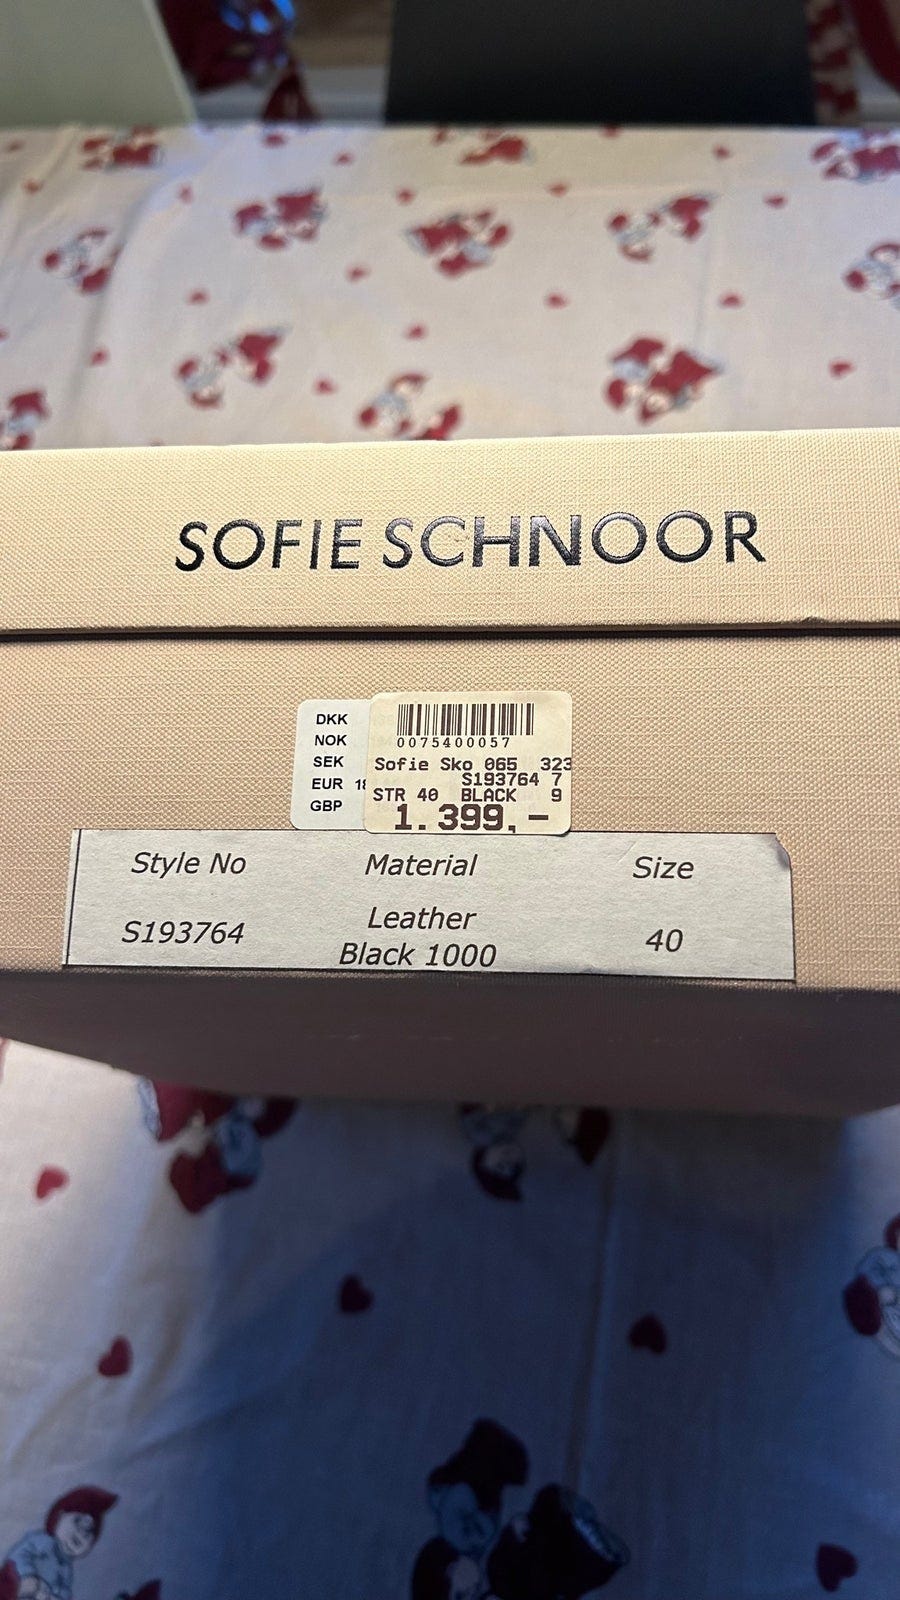 SOFIE SCHNOOR
DKK
NOK
SEK
EUR 18
GBP
0075400057
Sofie Sko 065 323
S193764 7
STR 40 BLACK 9
1.399,-
Style No Material Size
S193764 Leather 40
Black 1000